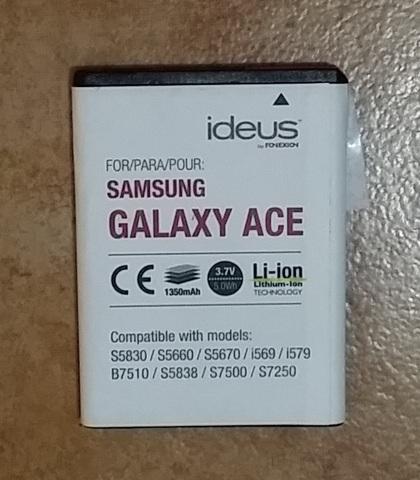 ideus™
by FONEXION
FOR/PARA/POUR:
SAMSUNG
GALAXY ACE
CE 1350mAh 3.7V 5.0Wh Li-ion
Lithium-Ion
TECHNOLOGY
Compatible with models:
S5830 / S5660 / S5670 / i569 / i579
B7510 / S5838 / S7500 / S7250